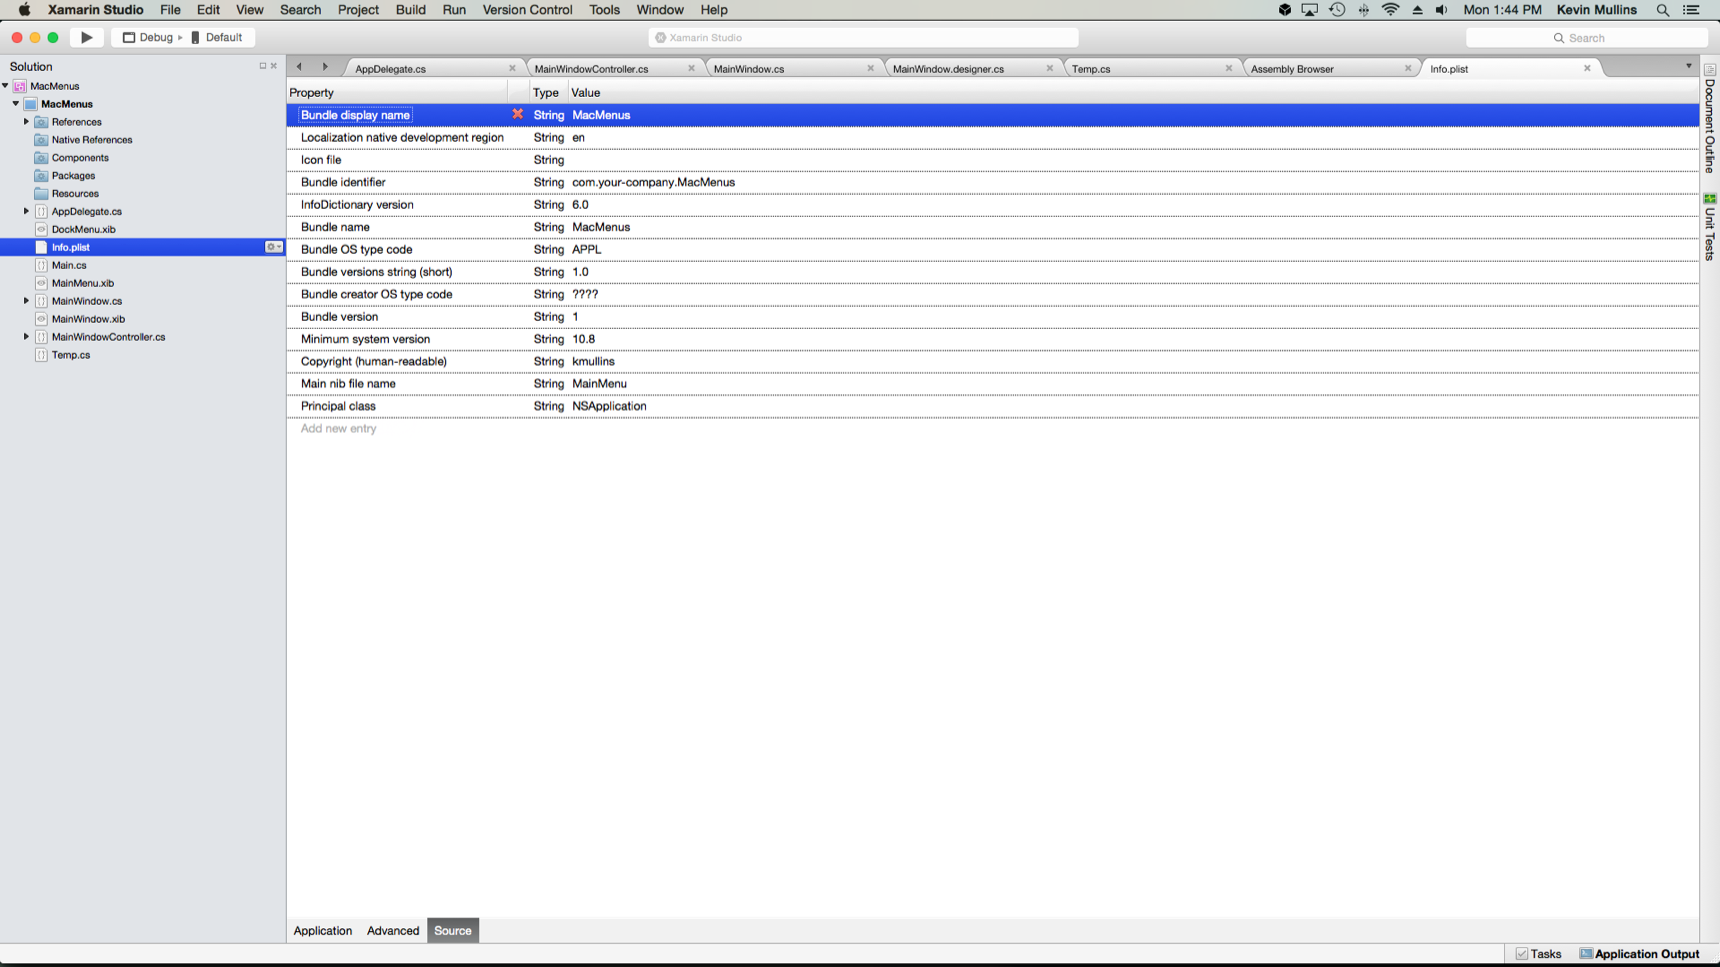 Xamarin Studio File Edit View Search Project Build Run Version Control Tools Window Help Mon 1:44 PM Kevin Mullins
Debug Default Xamarin Studio Search
Solution
AppDelegate.cs MainWindowController.cs MainWindow.cs MainWindow.designer.cs Temp.cs Assembly Browser Info.plist
MacMenus
MacMenus
References
Native References
Components
Packages
Resources
AppDelegate.cs
DockMenu.xib
Info.plist
Main.cs
MainMenu.xib
MainWindow.cs
MainWindow.xib
MainWindowController.cs
Temp.cs
Property Type Value
Bundle display name String MacMenus
Localization native development region String en
Icon file String
Bundle identifier String com.your-company.MacMenus
InfoDictionary version String 6.0
Bundle name String MacMenus
Bundle OS type code String APPL
Bundle versions string (short) String 1.0
Bundle creator OS type code String ????
Bundle version String 1
Minimum system version String 10.8
Copyright (human-readable) String kmullins
Main nib file name String MainMenu
Principal class String NSApplication
Add new entry
Document Outline
Unit Tests
Application Advanced Source
Tasks Application Output